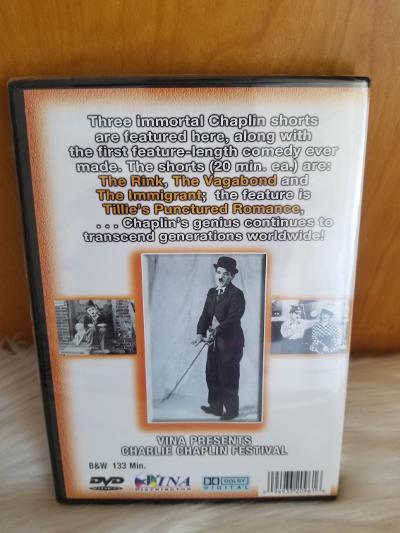 Three immortal Chaplin shorts
are featured here, along with
the first feature-length comedy ever
made. The shorts (20 min. ea.) are:
The Rink, The Vagabond and
The Immigrant; the feature is
Tillie's Punctured Romance,
. . . Chaplin's genius continues to
transcend generations worldwide!
VINA PRESENTS
CHARLIE CHAPLIN FESTIVAL
B&W 133 Min.
DVD
VINA
DISTRIBUTOR
DOLBY
DIGITAL